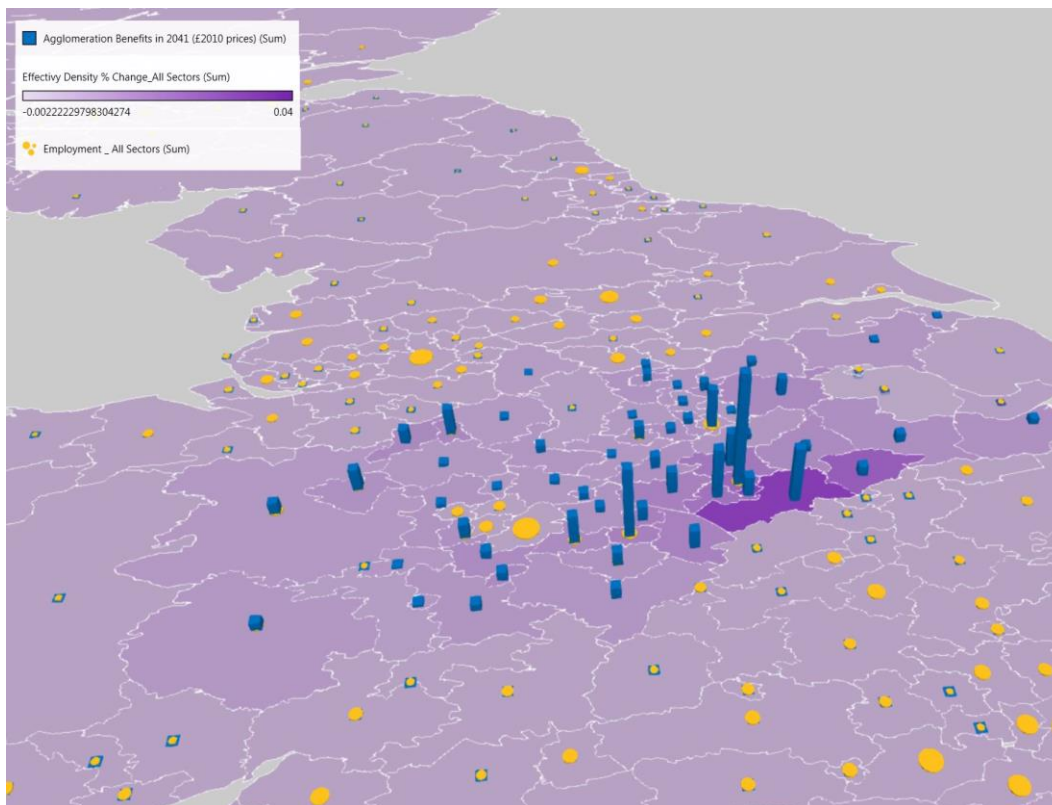 Agglomeration Benefits in 2041 (£2010 prices) (Sum)
Effectivy Density % Change_All Sectors (Sum)
-0.00222229798304274 0.04
Employment _ All Sectors (Sum)